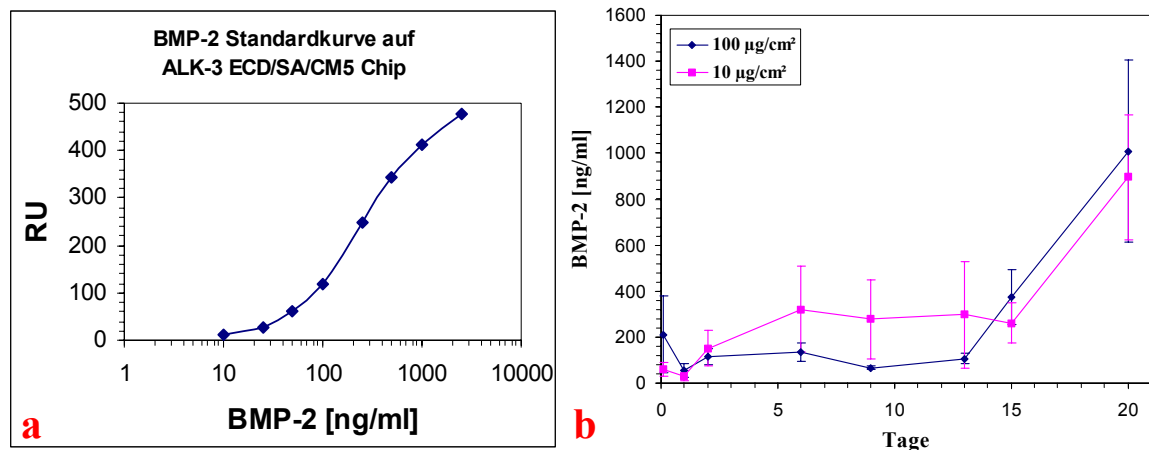 BMP-2 Standardkurve auf
ALK-3 ECD/SA/CM5 Chip
500
400
300
200
100
0
RU
1 10 100 1000 10000
BMP-2 [ng/ml]
a
1600
1400
1200
1000
800
600
400
200
0
BMP-2 [ng/ml]
100 µg/cm²
10 µg/cm²
0 5 10 15 20
Tage
b